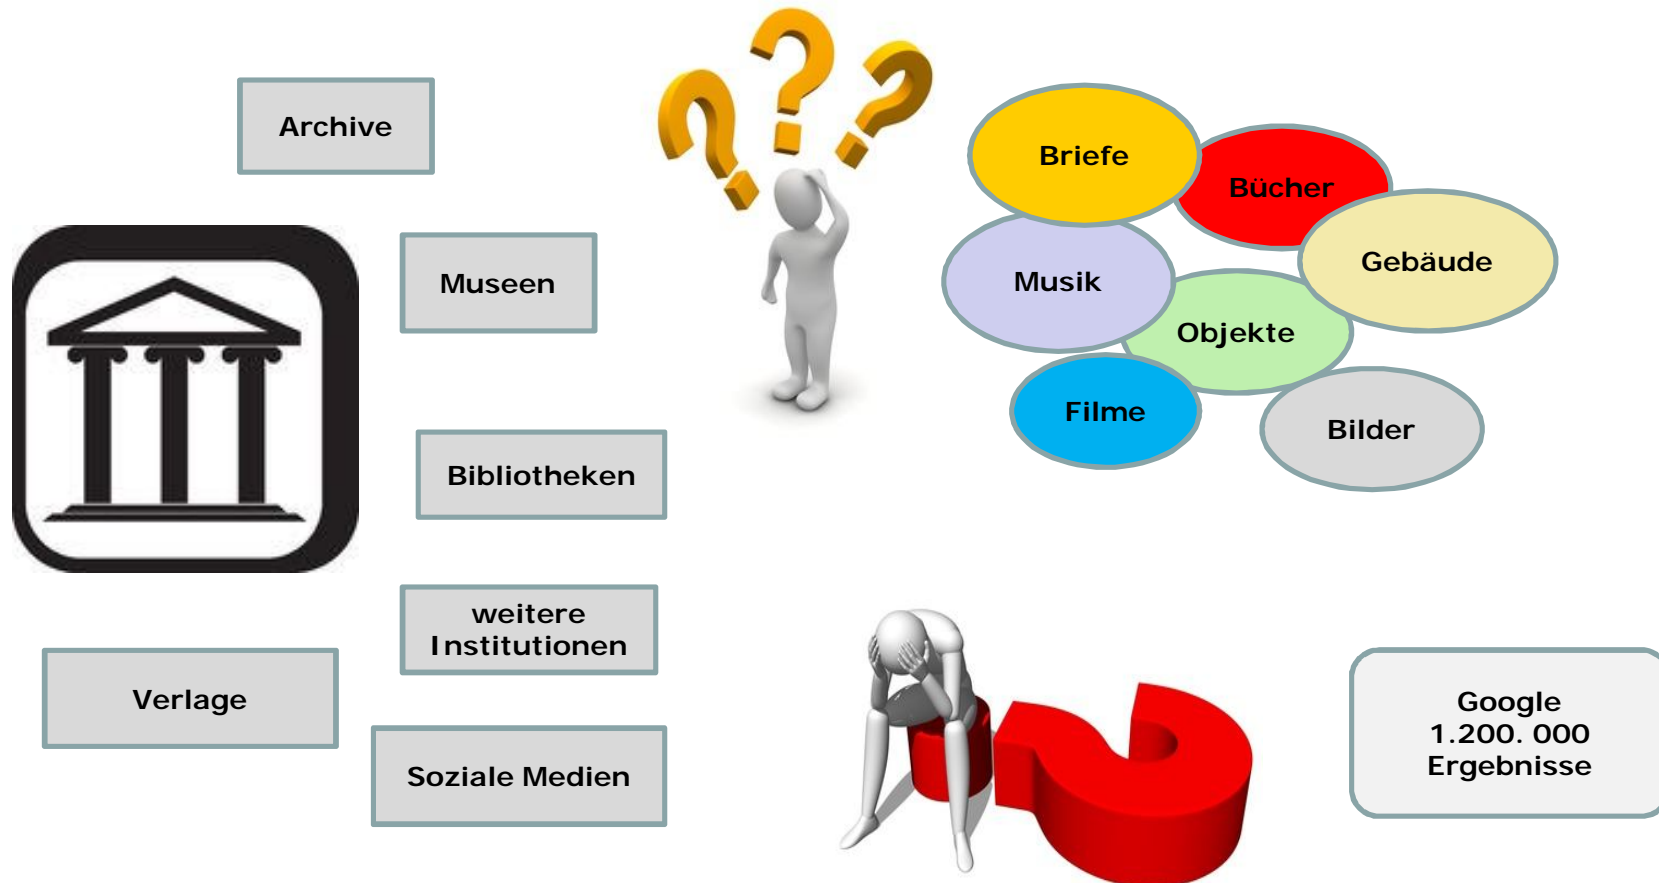 Archive
Museen
Bibliotheken
weitere
Institutionen
Verlage
Soziale Medien
Briefe
Bücher
Gebäude
Musik
Objekte
Filme
Bilder
Google
1.200. 000
Ergebnisse